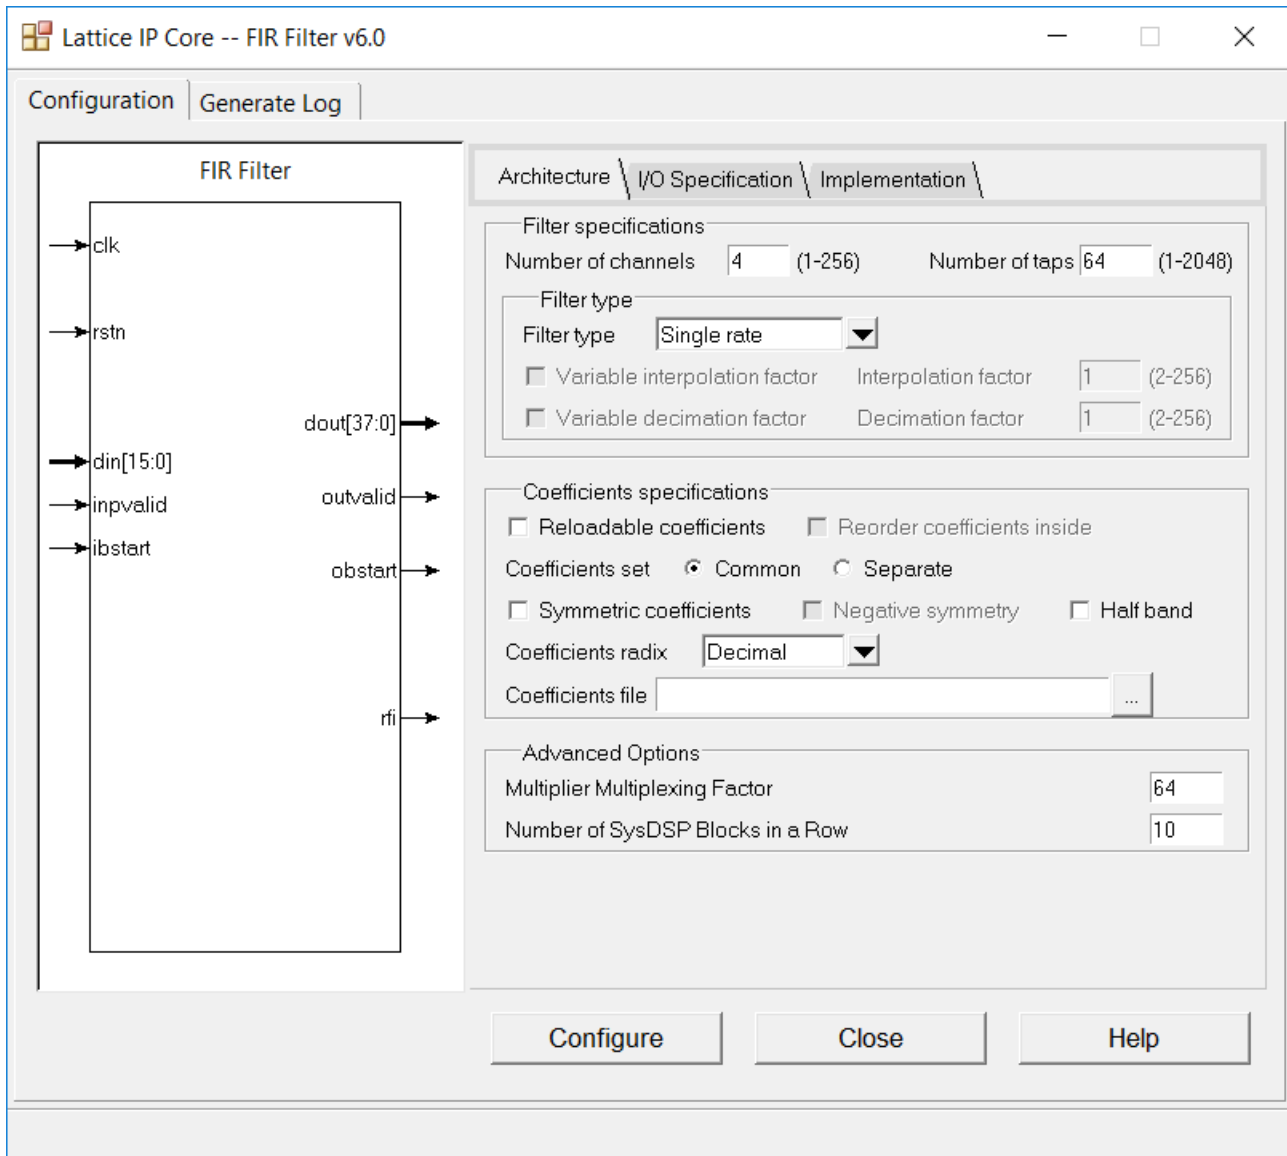 Lattice IP Core -- FIR Filter v6.0
Configuration
Generate Log
FIR Filter
clk
rstn
dout[37:0]
din[15:0]
outvalid
inpvalid
ibstart
obstart
rfi
Architecture
I/O Specification
Implementation
Filter specifications
Number of channels 4 (1-256) Number of taps 64 (1-2048)
Filter type
Filter type Single rate
Variable interpolation factor Interpolation factor 1 (2-256)
Variable decimation factor Decimation factor 1 (2-256)
Coefficients specifications
Reloadable coefficients Reorder coefficients inside
Coefficients set Common Separate
Symmetric coefficients Negative symmetry Half band
Coefficients radix Decimal
Coefficients file ...
Advanced Options
Multiplier Multiplexing Factor 64
Number of SysDSP Blocks in a Row 10
Configure Close Help